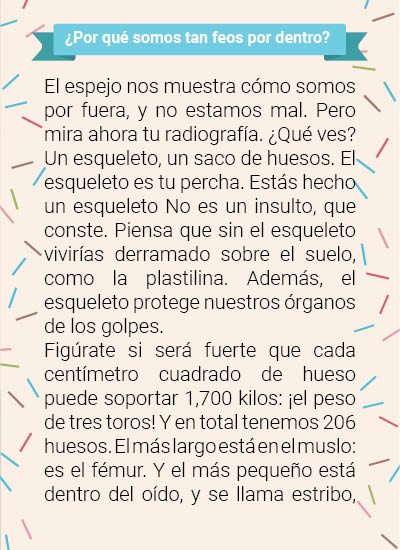 ¿Por qué somos tan feos por dentro?
El espejo nos muestra cómo somos
por fuera, y no estamos mal. Pero
mira ahora tu radiografía. ¿Qué ves?
Un esqueleto, un saco de huesos. El
esqueleto es tu percha. Estás hecho
un esqueleto No es un insulto, que
conste. Piensa que sin el esqueleto
vivirías derramado sobre el suelo,
como la plastilina. Además, el
esqueleto protege nuestros órganos
de los golpes.
Figúrate si será fuerte que cada
centímetro cuadrado de hueso
puede soportar 1,700 kilos: ¡el peso
de tres toros! Y en total tenemos 206
huesos. El más largo está en el muslo:
es el fémur. Y el más pequeño está
dentro del oído, y se llama estribo,